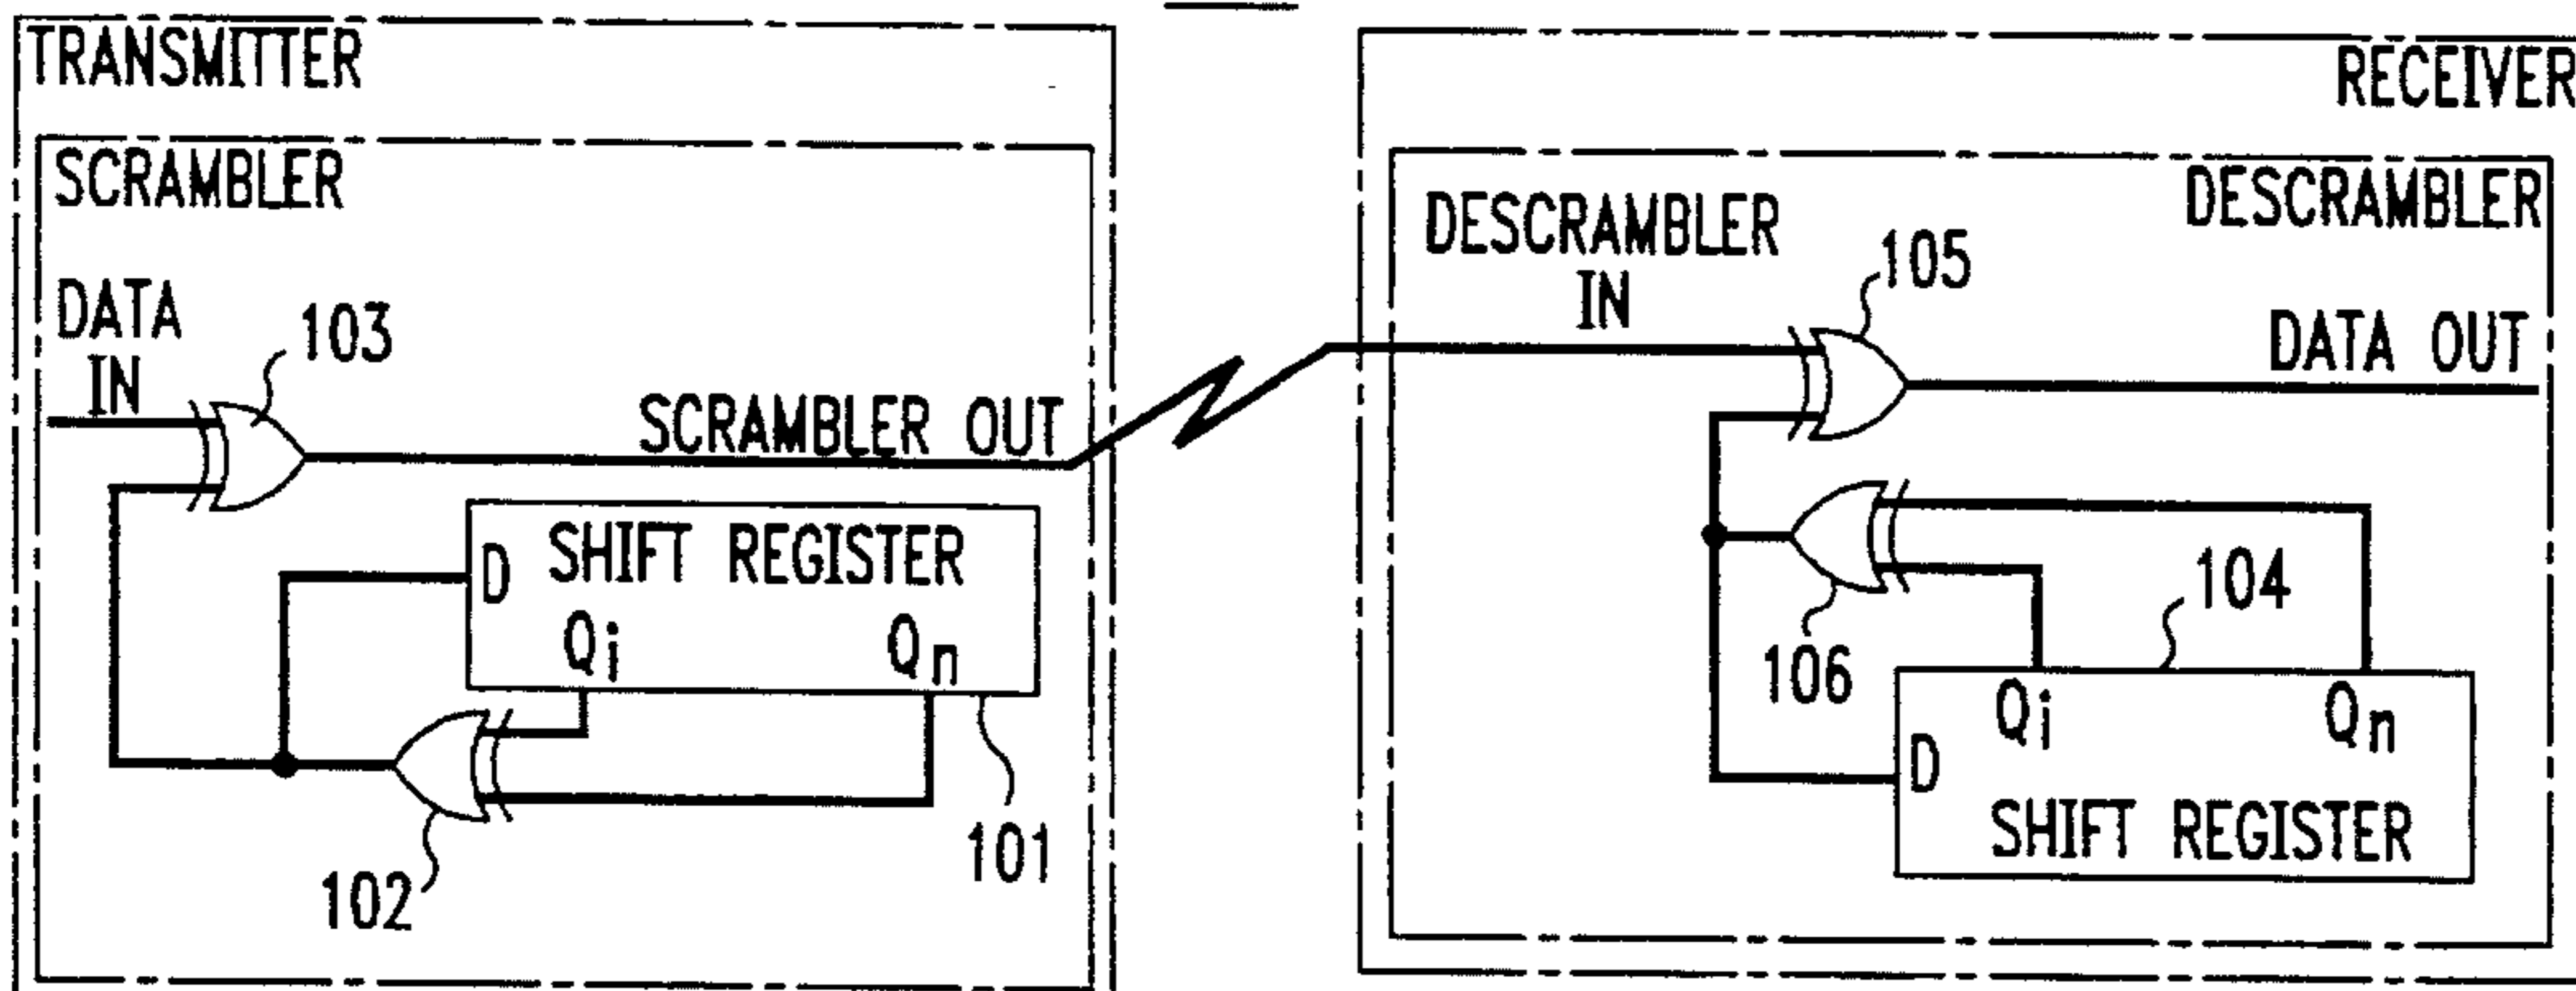 TRANSMITTER
SCRAMBLER
DATA
IN
103
SCRAMBLER OUT
D
SHIFT REGISTER
Qi
Qn
102
101
RECEIVER
DESCRAMBLER
DESCRAMBLER
IN
105
DATA OUT
106
104
Qi
Qn
D
SHIFT REGISTER